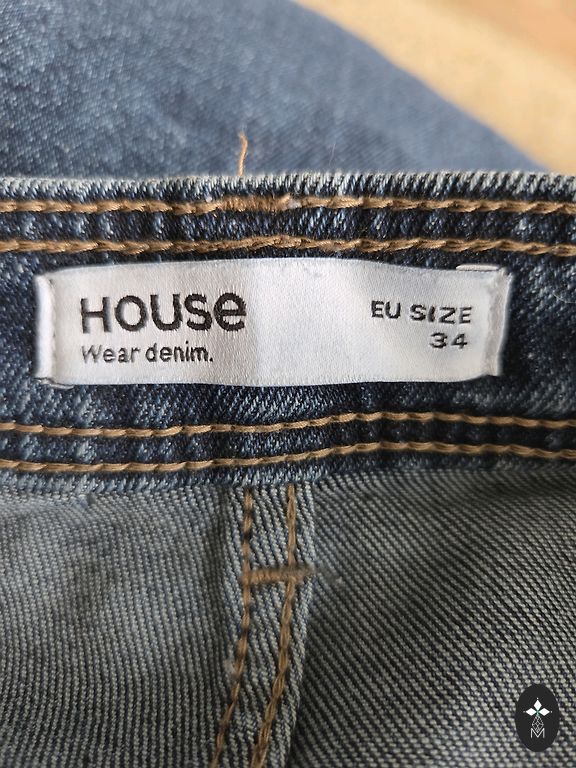 House
Wear denim.
EU SIZE
34
M